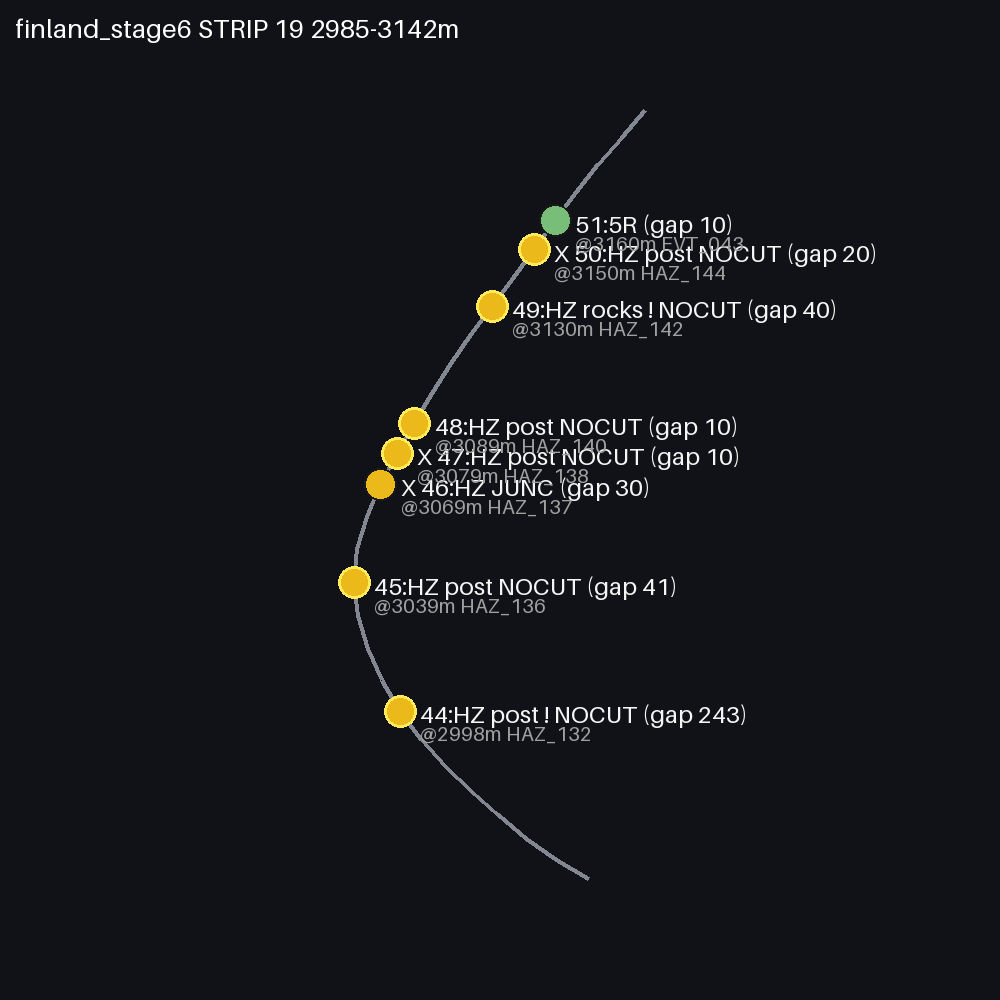 finland_stage6 STRIP 19 2985-3142m
51:5R (gap 10)
@3160m EVT_043
X 50:HZ post NOCUT (gap 20)
@3150m HAZ_144
49:HZ rocks ! NOCUT (gap 40)
@3130m HAZ_142
48:HZ post NOCUT (gap 10)
@3089m HAZ_140
X 47:HZ post NOCUT (gap 10)
@3079m HAZ_138
X 46:HZ JUNC (gap 30)
@3069m HAZ_137
45:HZ post NOCUT (gap 41)
@3039m HAZ_136
44:HZ post ! NOCUT (gap 243)
@2998m HAZ_132